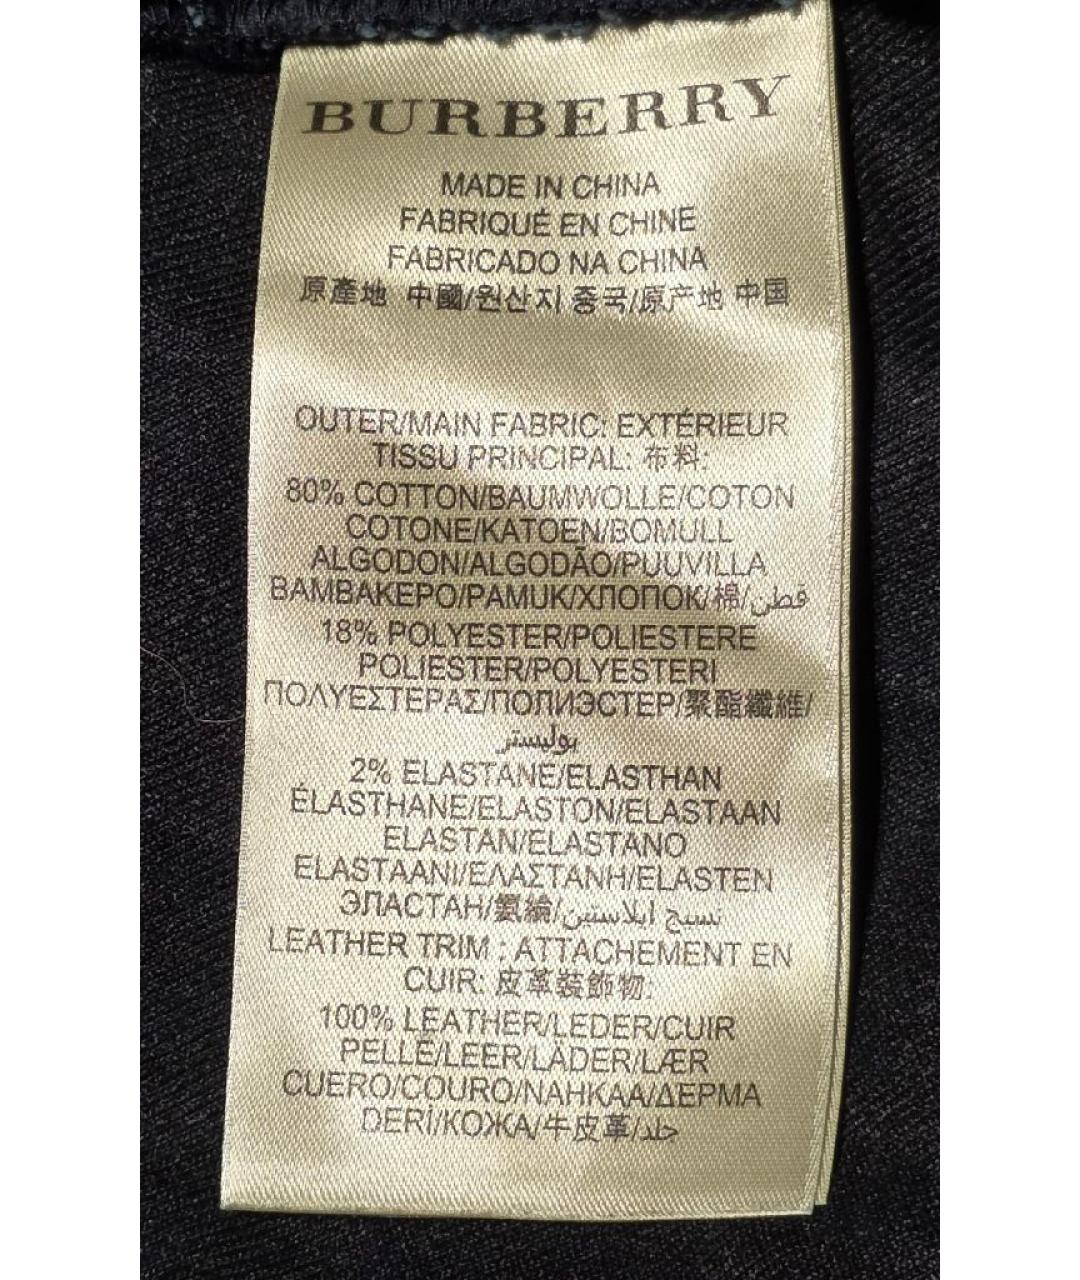 BURBERRY
MADE IN CHINA
FABRIQUÉ EN CHINE
FABRICADO NA CHINA
原產地 中國/원산지 중국/原产地 中国
OUTER/MAIN FABRIC: EXTÉRIEUR
TISSU PRINCIPAL: 布料:
80% COTTON/BAUMWOLLE/COTON
COTONE/KATOEN/BOMULL
ALGODON/ALGODÃO/PUUVILLA
ΒΑΜΒΑΚΕΡΟ/PAMUK/ХЛОПОК/棉/قطن
18% POLYESTER/POLIESTERE
POLIESTER/POLYESTERI
ΠΟΛΥΕΣΤΕΡΑΣ/ПОЛИЭСТЕР/聚酯纖維/
بوليستر
2% ELASTANE/ELASTHAN
ÉLASTHANE/ELASTON/ELASTAAN
ELASTAN/ELASTANO
ELASTAANI/ΕΛΑΣΤΑΝΗ/ELASTEN
ЭЛАСТАН/氨綸/نسيج ايلاستين
LEATHER TRIM : ATTACHEMENT EN
CUIR: 皮革裝飾物:
100% LEATHER/LEDER/CUIR
PELLE/LEER/LÄDER/LÆR
CUERO/COURO/NAHKAA/ΔΕΡΜΑ
DERİ/КОЖА/牛皮革/جلد